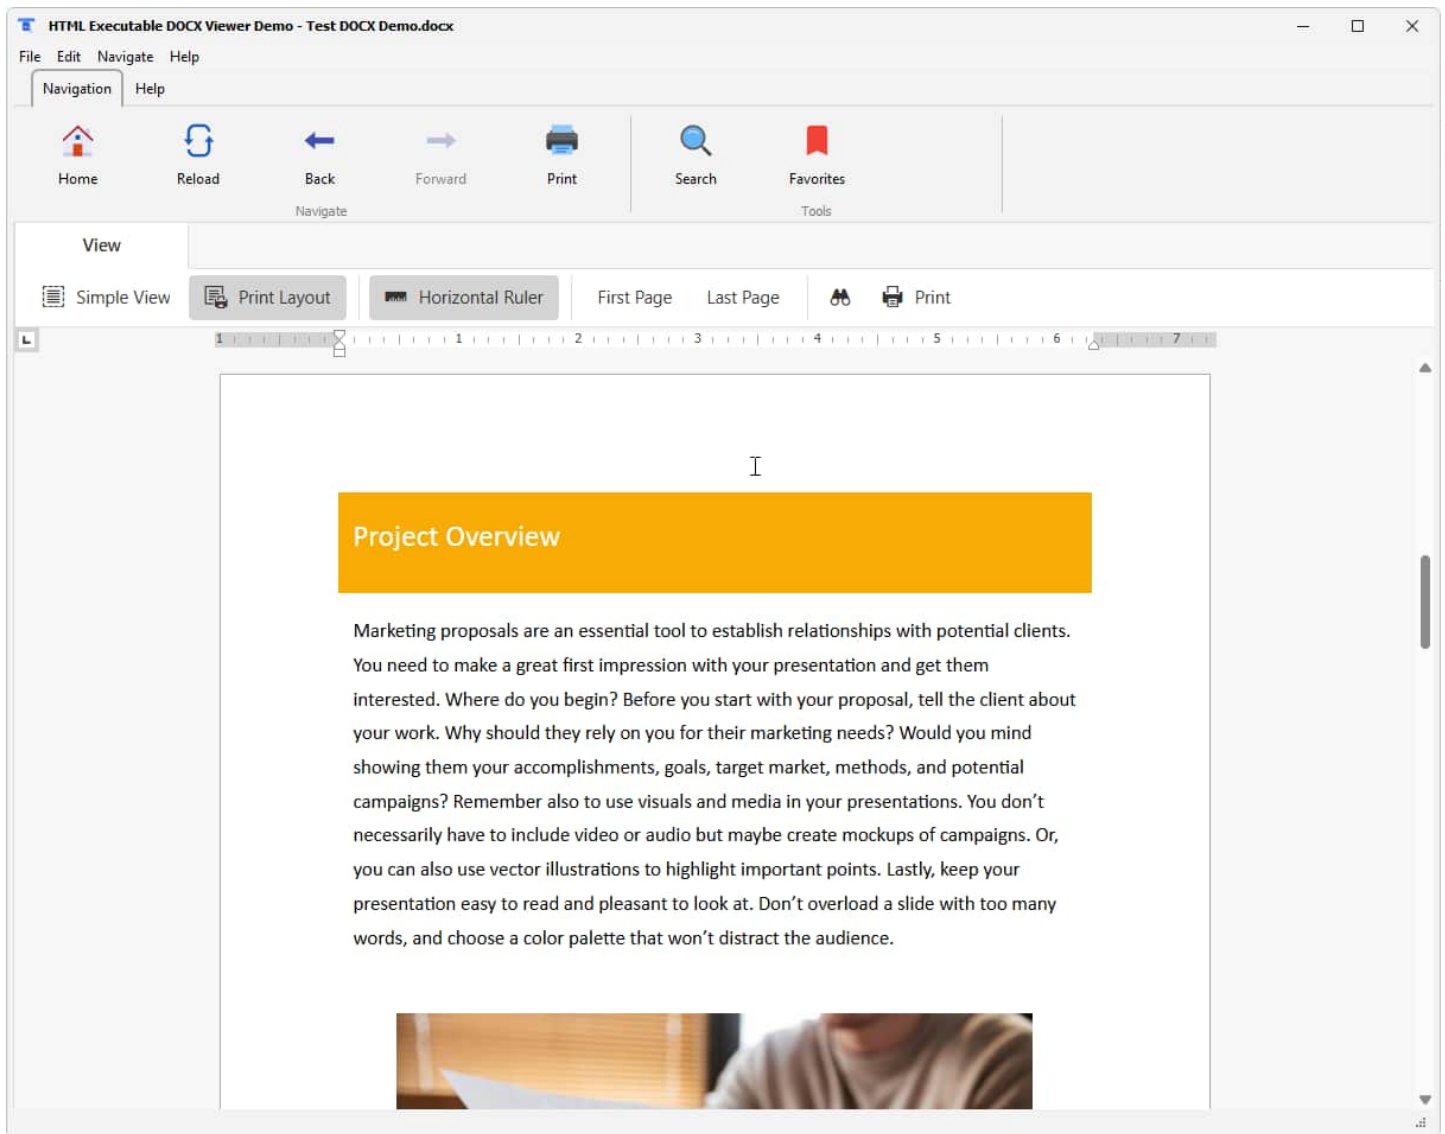 HTML Executable DOCX Viewer Demo - Test DOCX Demo.docx
File Edit Navigate Help
Navigation Help
Home Reload Back Forward Print Search Favorites
Navigate Tools
View
Simple View Print Layout Horizontal Ruler First Page Last Page Print
1 1 2 3 4 5 6 7
Project Overview
Marketing proposals are an essential tool to establish relationships with potential clients.
You need to make a great first impression with your presentation and get them
interested. Where do you begin? Before you start with your proposal, tell the client about
your work. Why should they rely on you for their marketing needs? Would you mind
showing them your accomplishments, goals, target market, methods, and potential
campaigns? Remember also to use visuals and media in your presentations. You don’t
necessarily have to include video or audio but maybe create mockups of campaigns. Or,
you can also use vector illustrations to highlight important points. Lastly, keep your
presentation easy to read and pleasant to look at. Don’t overload a slide with too many
words, and choose a color palette that won’t distract the audience.